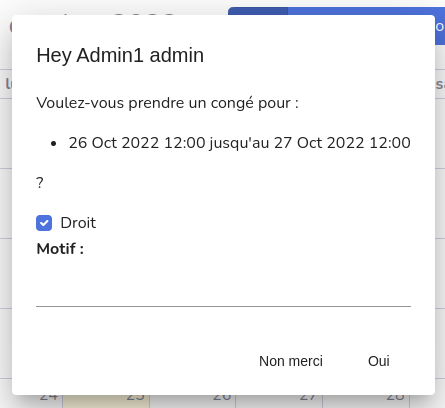 Hey Admin1 admin
Voulez-vous prendre un congé pour :
• 26 Oct 2022 12:00 jusqu'au 27 Oct 2022 12:00
?
Droit
Motif :
Non merci Oui
24 25 26 27 28